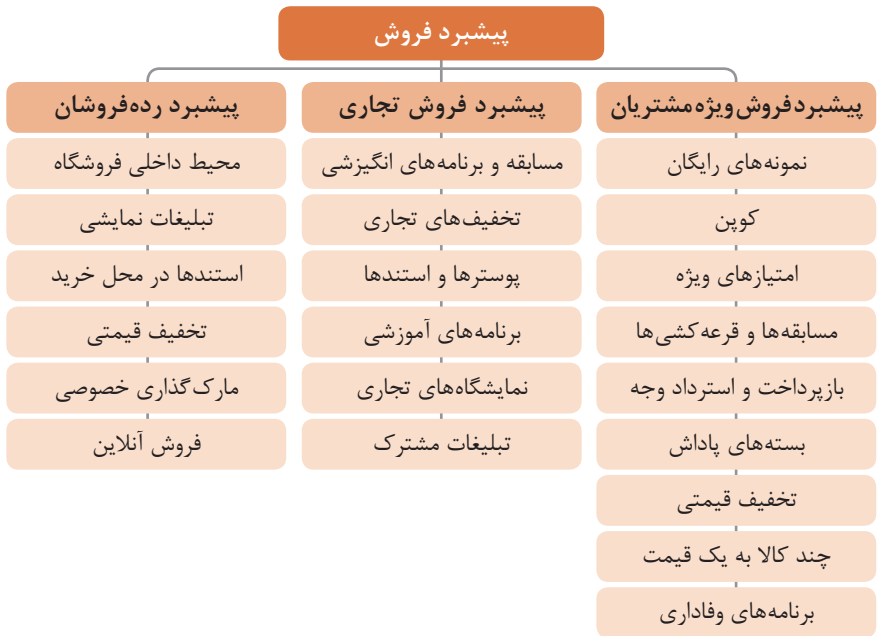 پیشبرد فروش
پیشبردفروش‌ویژه‌مشتریان
نمونه‌های رایگان
کوپن
امتیازهای ویژه
مسابقه‌ها و قرعه‌کشی‌ها
بازپرداخت و استرداد وجه
بسته‌های پاداش
تخفیف قیمتی
چند کالا به یک قیمت
برنامه‌های وفاداری
پیشبرد فروش تجاری
مسابقه و برنامه‌های انگیزشی
تخفیف‌های تجاری
پوسترها و استندها
برنامه‌های آموزشی
نمایشگاه‌های تجاری
تبلیغات مشترک
پیشبرد رده‌فروشان
محیط داخلی فروشگاه
تبلیغات نمایشی
استندها در محل خرید
تخفیف قیمتی
مارک‌گذاری خصوصی
فروش آنلاین